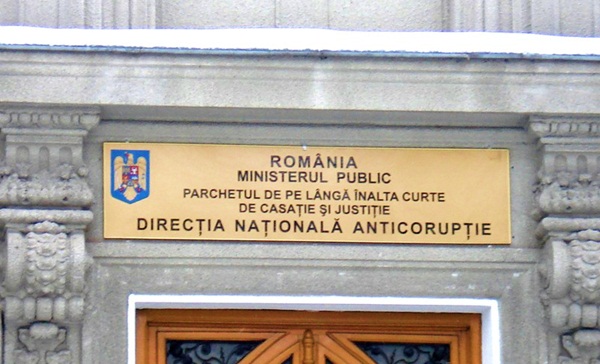 ROMÂNIA
MINISTERUL PUBLIC
PARCHETUL DE PE LÂNGĂ ÎNALTA CURTE
DE CASAȚIE ȘI JUSTIȚIE
DIRECȚIA NAȚIONALĂ ANTICORUPȚIE